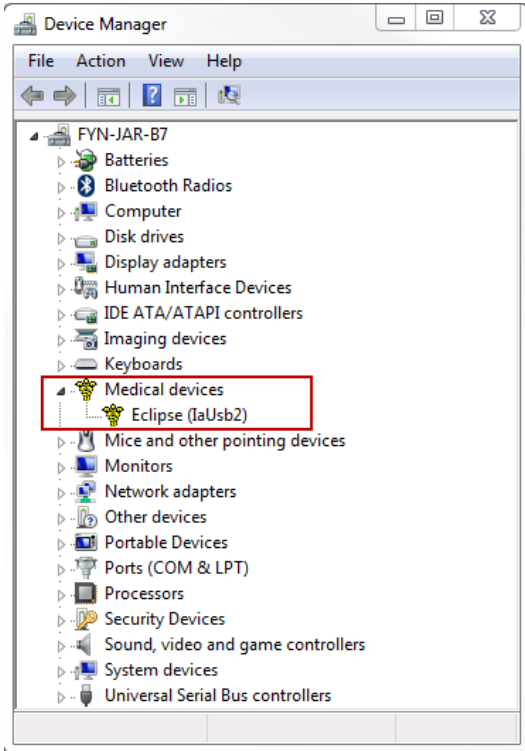 Device Manager
File Action View Help
FYN-JAR-B7
Batteries
Bluetooth Radios
Computer
Disk drives
Display adapters
Human Interface Devices
IDE ATA/ATAPI controllers
Imaging devices
Keyboards
Medical devices
Eclipse (IaUsb2)
Mice and other pointing devices
Monitors
Network adapters
Other devices
Portable Devices
Ports (COM & LPT)
Processors
Security Devices
Sound, video and game controllers
System devices
Universal Serial Bus controllers